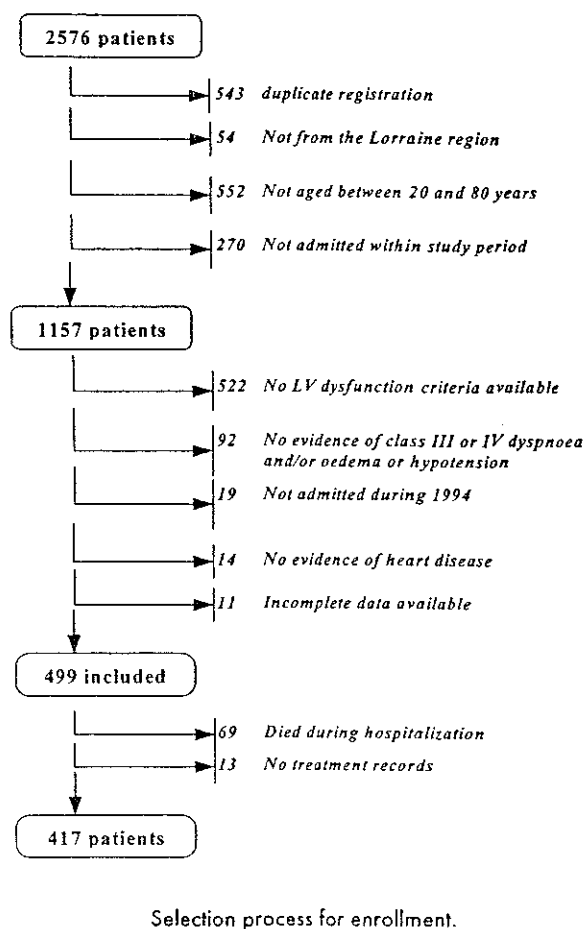 2576 patients
543 duplicate registration
54 Not from the Lorraine region
552 Not aged between 20 and 80 years
270 Not admitted within study period
1157 patients
522 No LV dysfunction criteria available
92 No evidence of class III or IV dyspnoea
and/or oedema or hypotension
19 Not admitted during 1994
14 No evidence of heart disease
11 Incomplete data available
499 included
69 Died during hospitalization
13 No treatment records
417 patients
Selection process for enrollment.